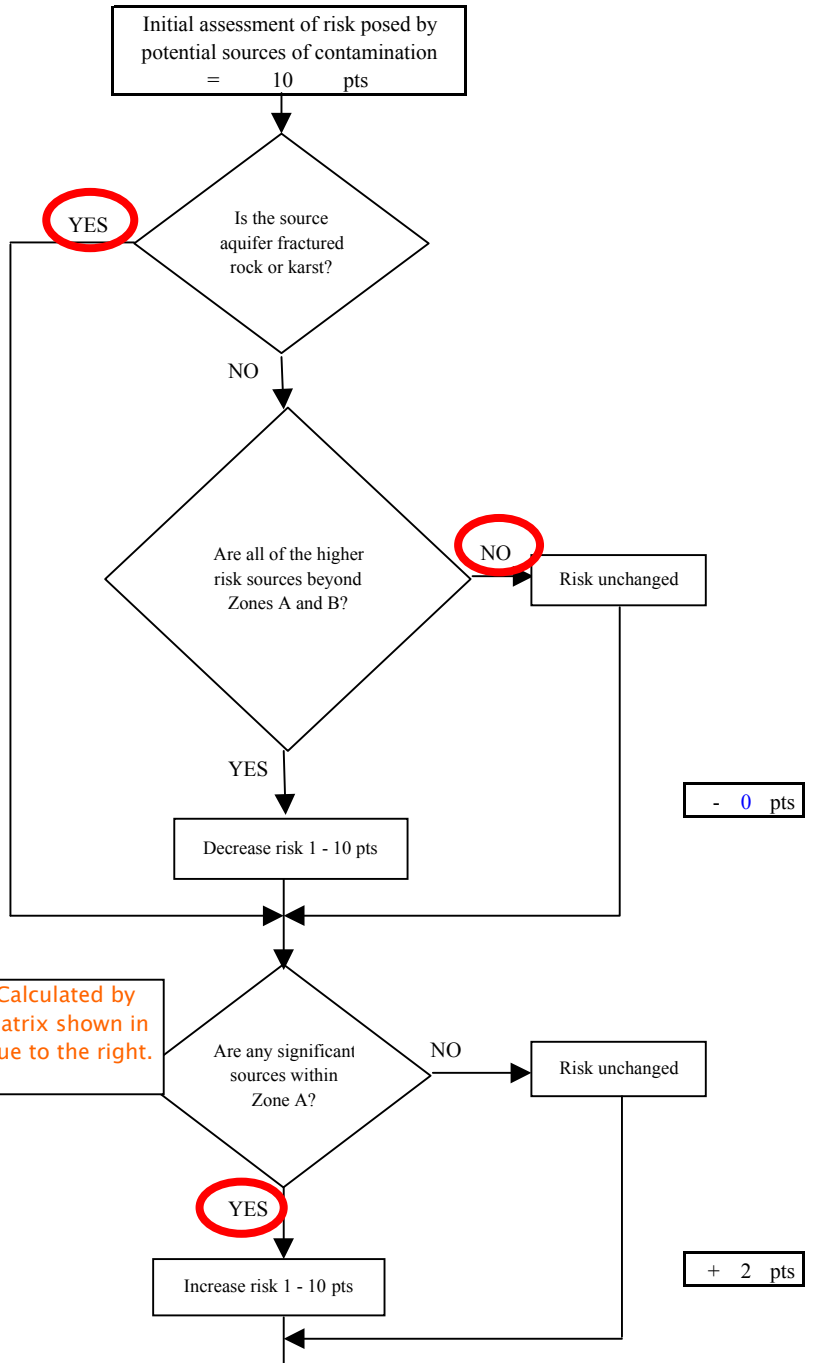 Initial assessment of risk posed by
potential sources of contamination
= 10 pts
YES
Is the source
aquifer fractured
rock or karst?
NO
Are all of the higher
risk sources beyond
Zones A and B?
NO
Risk unchanged
YES
- 0 pts
Decrease risk 1 - 10 pts
Calculated by
atrix shown in
ue to the right.
Are any significant
sources within
Zone A?
NO
Risk unchanged
YES
Increase risk 1 - 10 pts
+ 2 pts